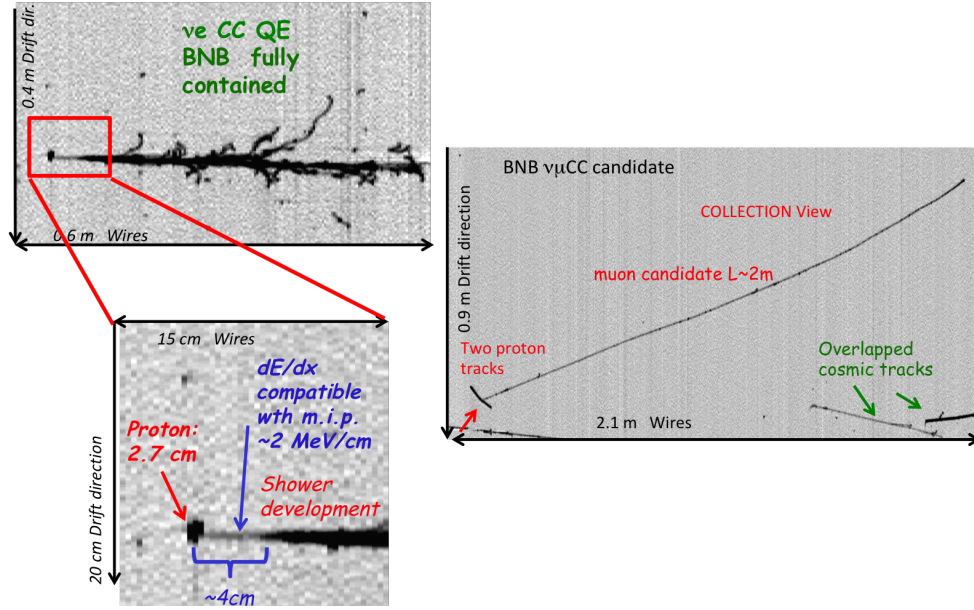 0.4 m Drift dir.
νe CC QE
BNB fully
contained
0.6 m Wires
15 cm Wires
20 cm Drift direction
dE/dx
compatible
wth m.i.p.
~2 MeV/cm
Proton:
2.7 cm
Shower
development
~4cm
BNB νμCC candidate
COLLECTION View
0.9 m Drift direction
muon candidate L~2m
Two proton
tracks
Overlapped
cosmic tracks
2.1 m Wires